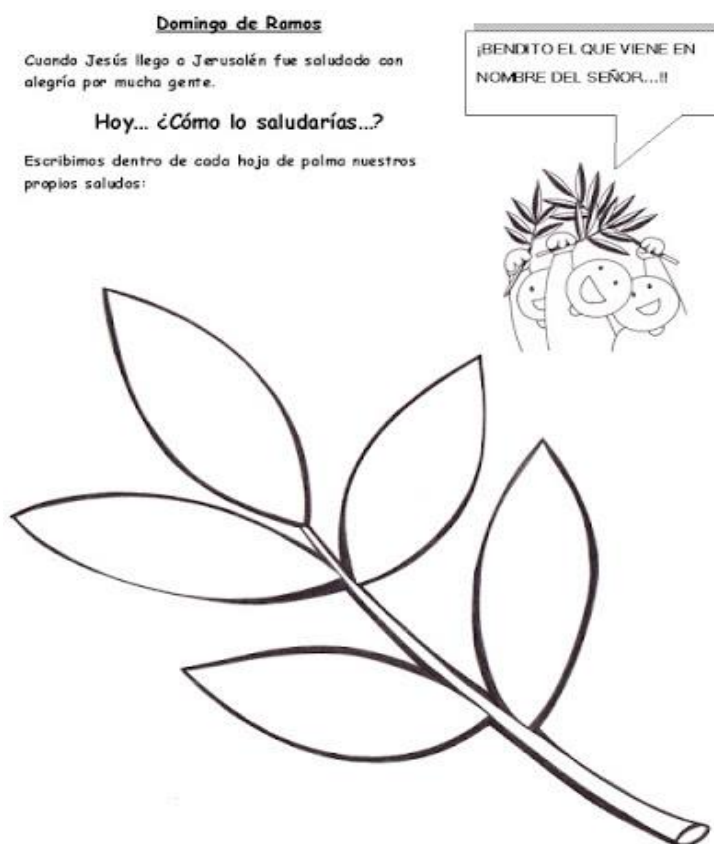 Domingo de Ramos
Cuando Jesús llego a Jerusalén fue saludado con
alegría por mucha gente.
Hoy... ¿Cómo lo saludarías...?
Escribimos dentro de cada hoja de palma nuestros
propios saludos:
¡BENDITO EL QUE VIENE EN
NOMBRE DEL SEÑOR...!!